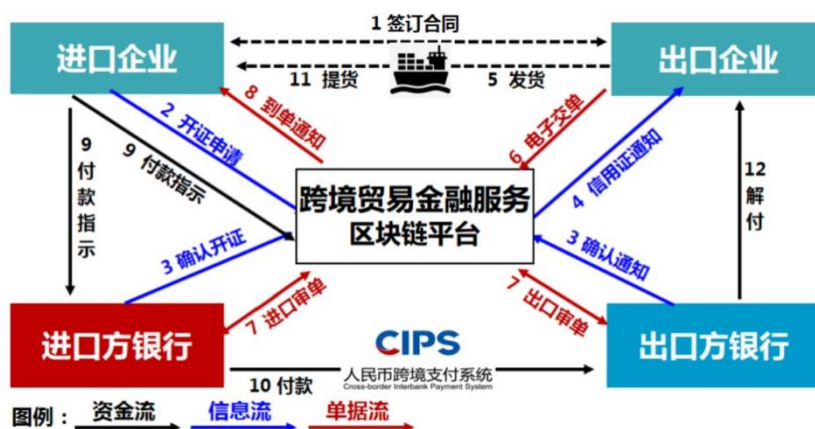 1 签订合同
进口企业
出口企业
11 提货
5 发货
8 到单通知
6 电子交单
2 开证申请
9 付款指示
9 付款指示
4 信用证通知
12 解付
跨境贸易金融服务
区块链平台
3 确认开证
3 确认通知
7 进口审单
7 出口审单
进口方银行
出口方银行
CIPS
人民币跨境支付系统
Cross-border Interbank Payment System
10 付款
图例：资金流 信息流 单据流